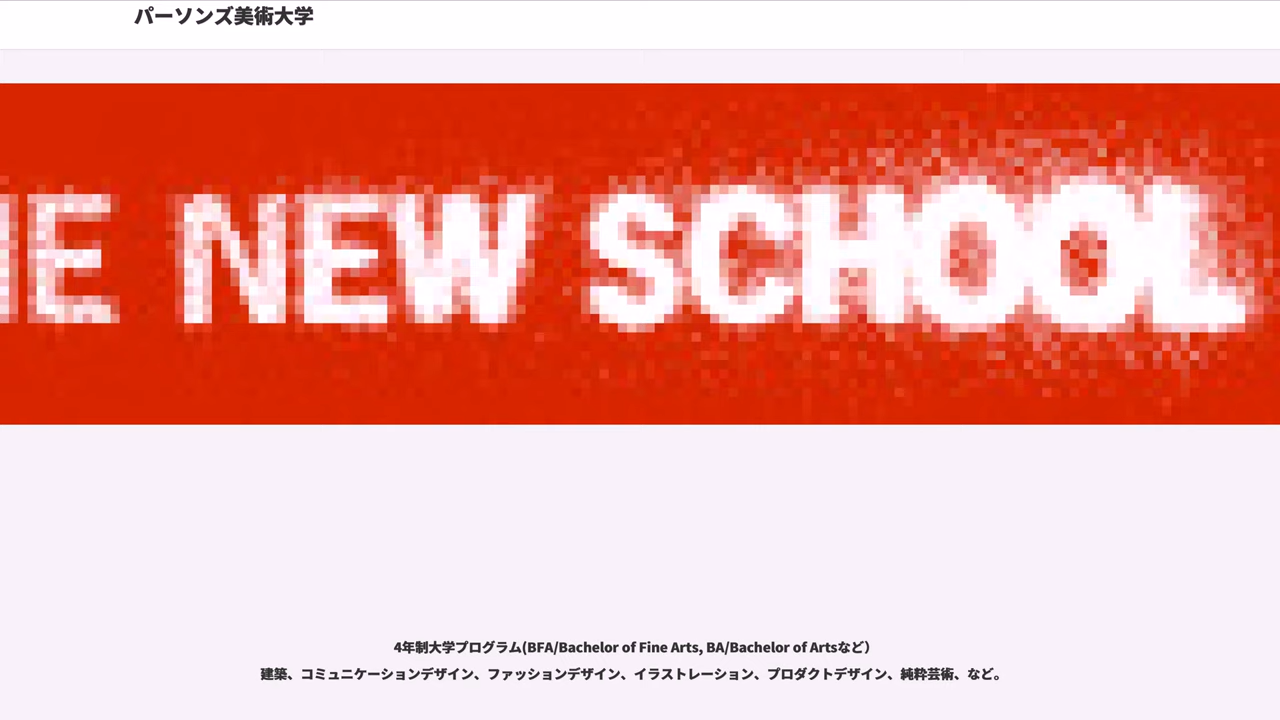 パーソンズ美術大学
HE NEW SCHOOL
4年制大学プログラム(BFA/Bachelor of Fine Arts, BA/Bachelor of Artsなど）
建築、コミュニケーションデザイン、ファッションデザイン、イラストレーション、プロダクトデザイン、純粋芸術、など。